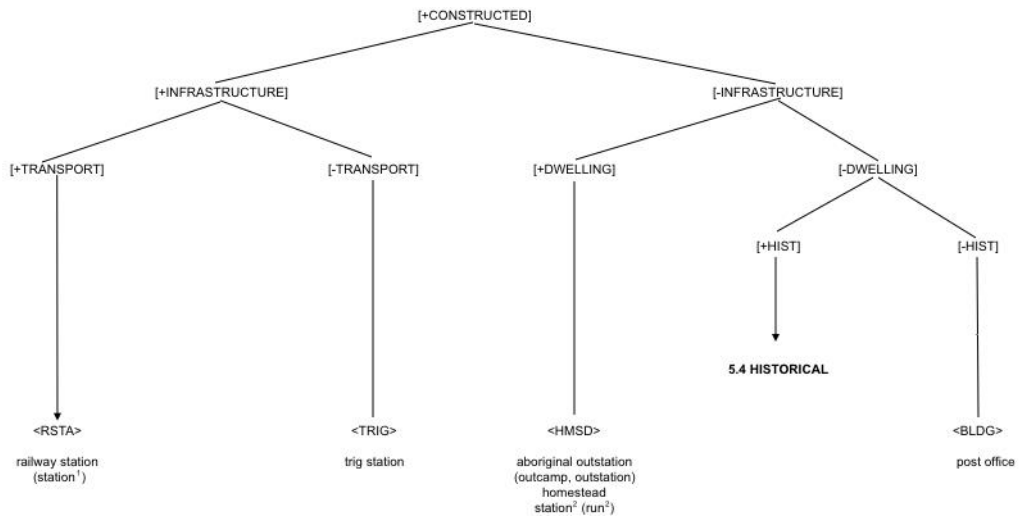 [+CONSTRUCTED]
[+INFRASTRUCTURE]
[-INFRASTRUCTURE]
[+TRANSPORT]
[-TRANSPORT]
[+DWELLING]
[-DWELLING]
[+HIST]
[-HIST]
5.4 HISTORICAL
<RSTA>
<TRIG>
<HMSD>
<BLDG>
railway station
(station¹)
trig station
aboriginal outstation
(outcamp, outstation)
homestead
station² (run²)
post office